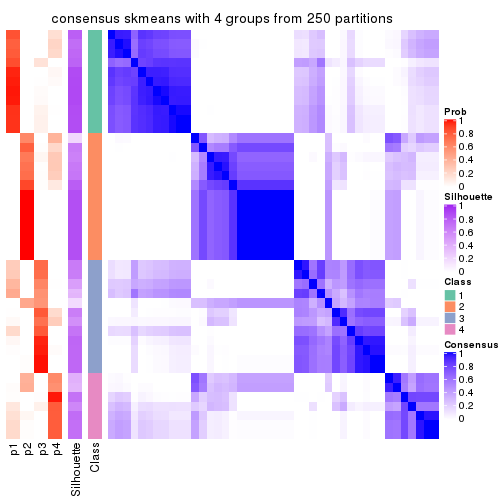 consensus skmeans with 4 groups from 250 partitions
Prob
1
0.8
0.6
0.4
0.2
0
Silhouette
1
0.8
0.6
0.4
0.2
0
Class
1
2
3
4
Consensus
1
0.8
0.6
0.4
0.2
0
p1
p2
p3
p4
Silhouette
Class